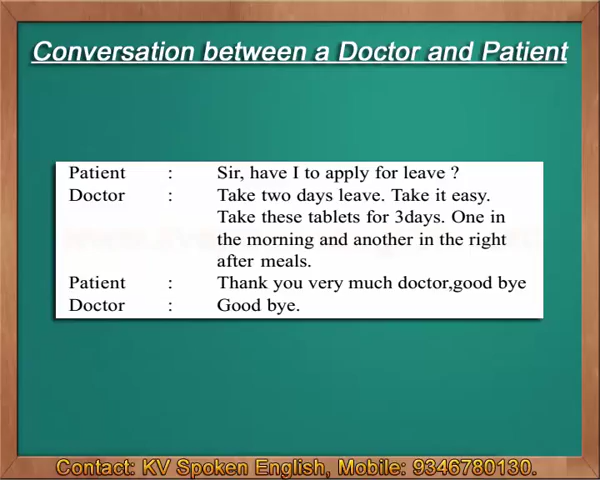 Conversation between a Doctor and Patient
Patient : Sir, have I to apply for leave ?
Doctor : Take two days leave. Take it easy.
Take these tablets for 3days. One in
the morning and another in the right
after meals.
Patient : Thank you very much doctor,good bye
Doctor : Good bye.
Contact: KV Spoken English, Mobile: 9346780130.